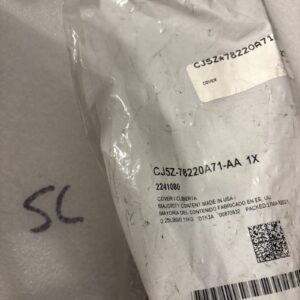 CJ5Z*78220A71
COVER
CJ5Z-78220A71-AA 1X
2241080
COVER / CUBIERTA
MAJORITY CONTENT MADE IN USA /
MAYORIA DEL CONTENIDO FABRICADO EN EE. UU.
SC